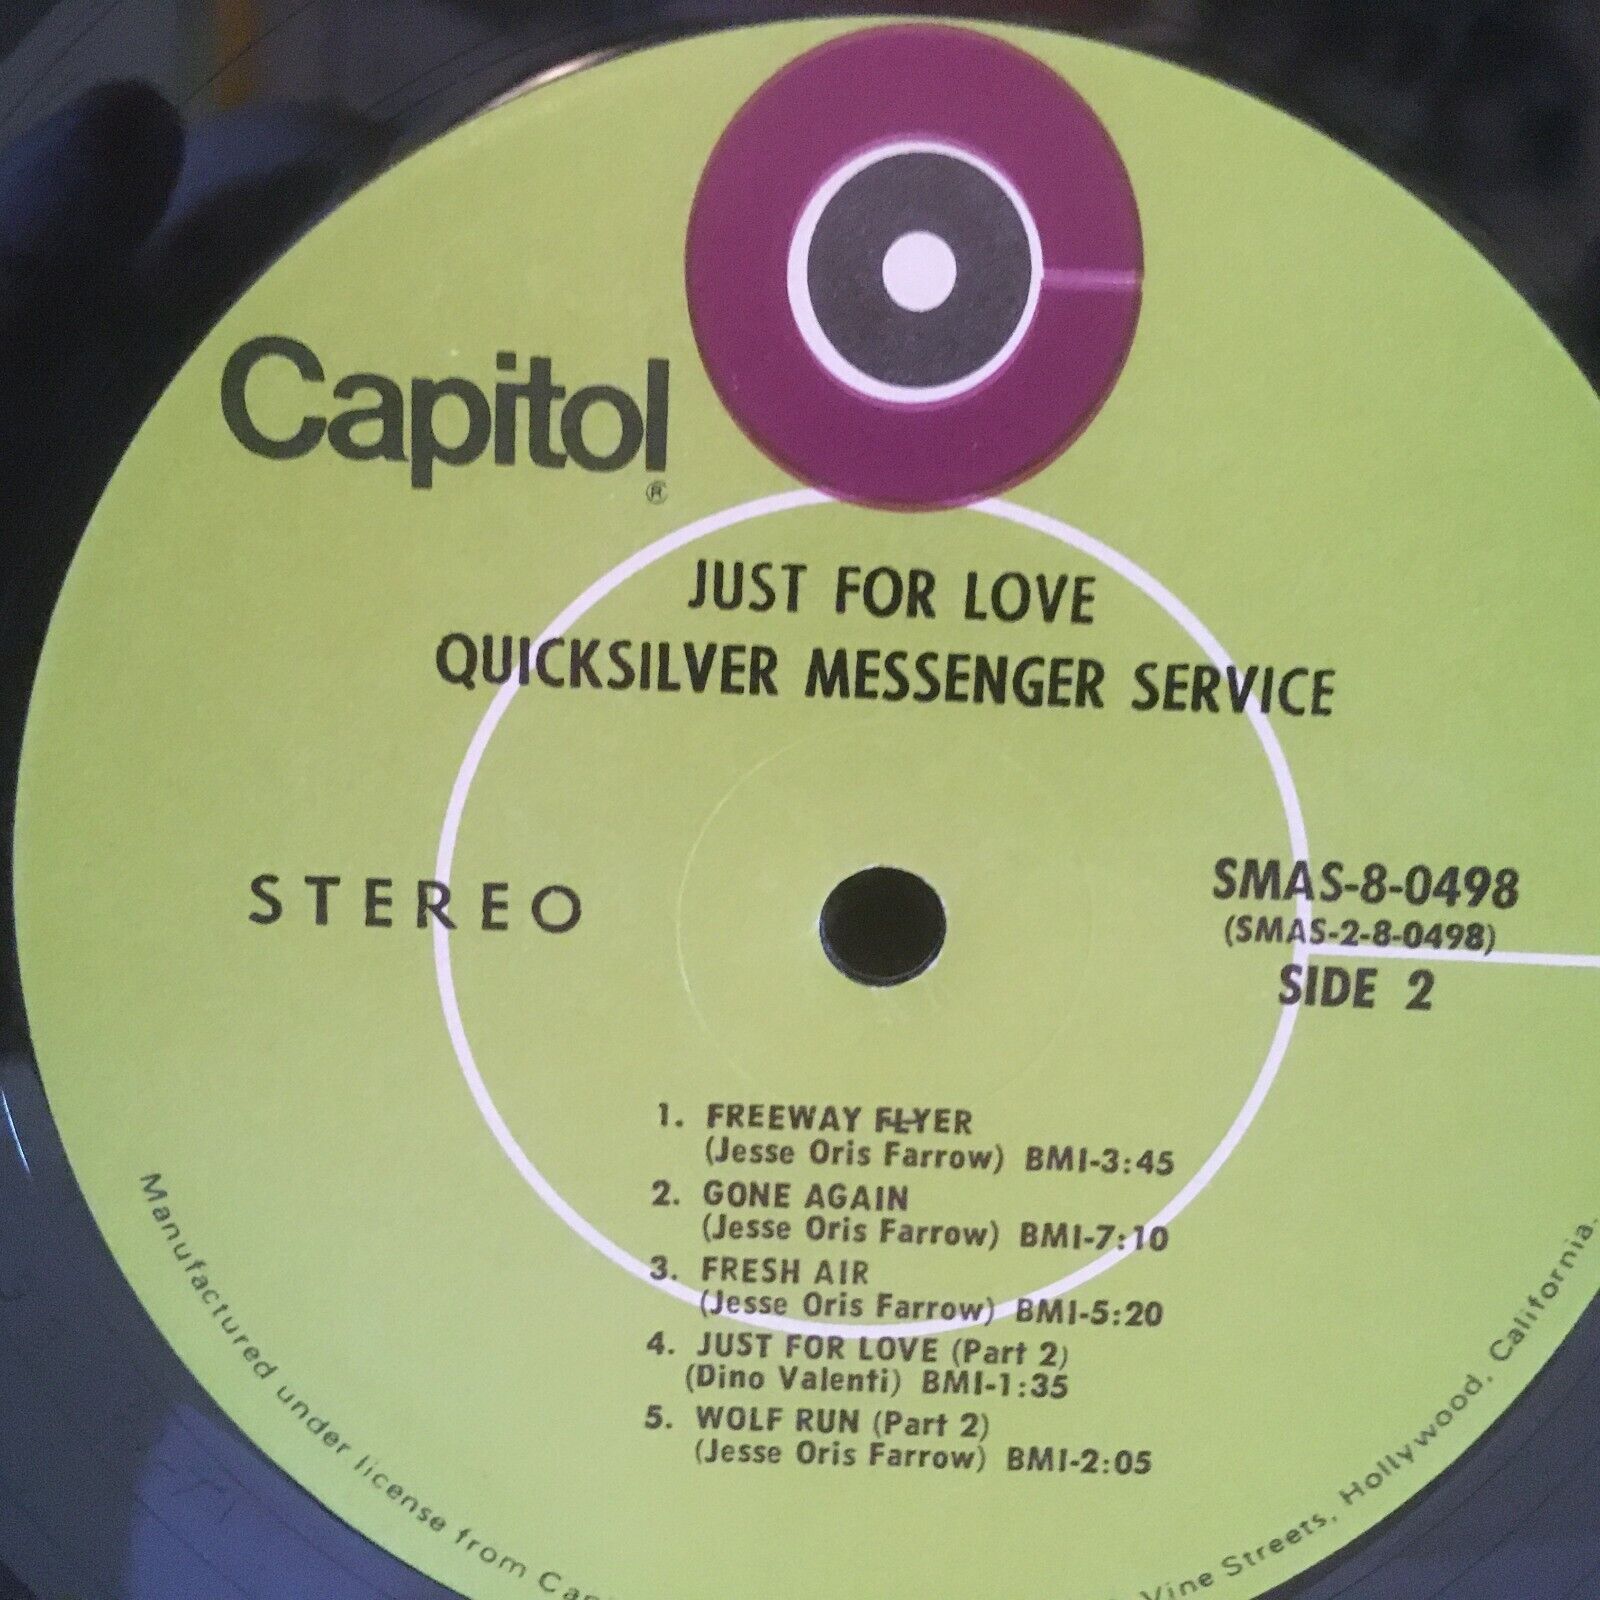 Capitol
®
JUST FOR LOVE
QUICKSILVER MESSENGER SERVICE
STEREO
SMAS-8-0498
(SMAS-2-8-0498)
SIDE 2
1. FREEWAY FLYER
(Jesse Oris Farrow) BMI-3:45
2. GONE AGAIN
(Jesse Oris Farrow) BMI-7:10
3. FRESH AIR
(Jesse Oris Farrow) BMI-5:20
4. JUST FOR LOVE (Part 2)
(Dino Valenti) BMI-1:35
5. WOLF RUN (Part 2)
(Jesse Oris Farrow) BMI-2:05
Manufactured under license from Vine Streets, Hollywood, California.